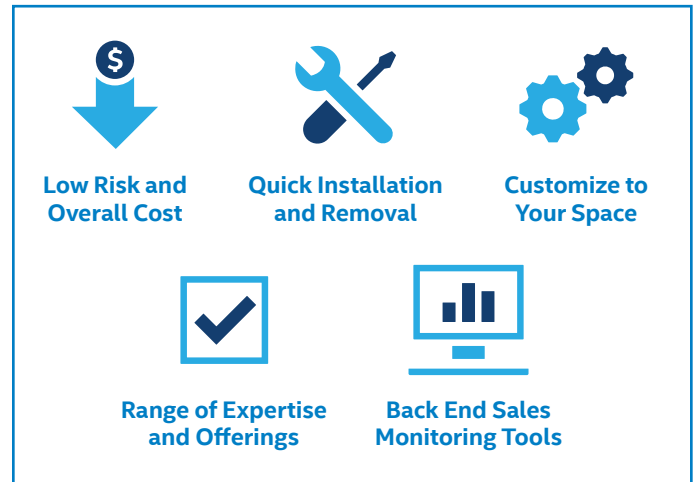 $
Low Risk and
Overall Cost
Quick Installation
and Removal
Customize to
Your Space
Range of Expertise
and Offerings
Back End Sales
Monitoring Tools